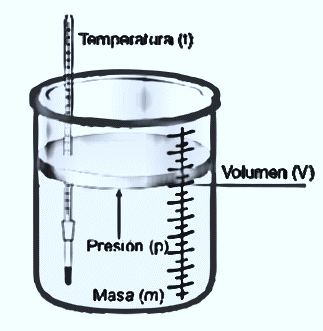 Temperatura (t)
Volumen (V)
Presión (p)
Masa (m)